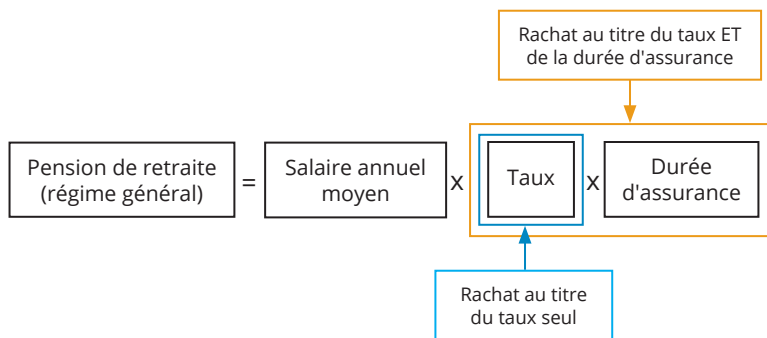 Rachat au titre du taux ET
de la durée d'assurance
Pension de retraite
(régime général)
=
Salaire annuel
moyen
x
Taux
x
Durée
d'assurance
Rachat au titre
du taux seul